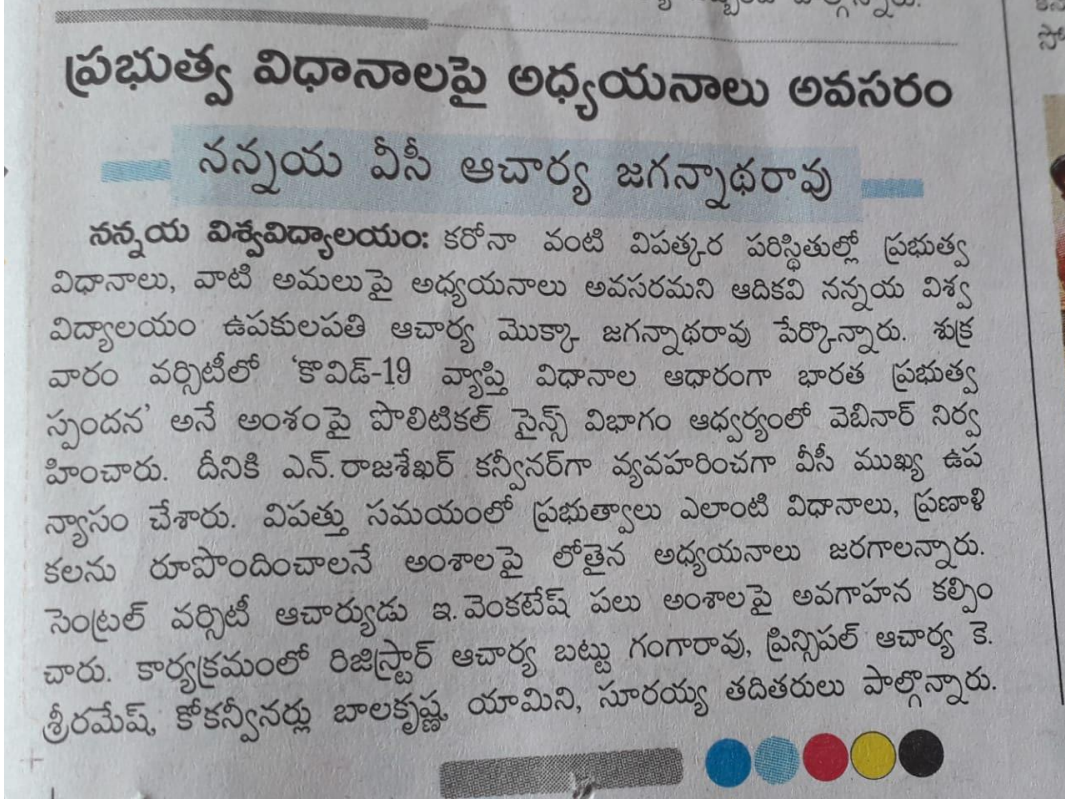 ప్రభుత్వ విధానాలపై అధ్యయనాలు అవసరం
నన్నయ వీసీ ఆచార్య జగన్నాథరావు
నన్నయ విశ్వవిద్యాలయం: కరోనా వంటి విపత్కర పరిస్థితుల్లో ప్రభుత్వ
విధానాలు, వాటి అమలుపై అధ్యయనాలు అవసరమని ఆదికవి నన్నయ విశ్వ
విద్యాలయం ఉపకులపతి ఆచార్య మొక్కా జగన్నాథరావు పేర్కొన్నారు. శుక్ర
వారం వర్సిటీలో ‘కొవిడ్-19 వ్యాప్తి విధానాల ఆధారంగా భారత ప్రభుత్వ
స్పందన’ అనే అంశంపై పొలిటికల్ సైన్స్ విభాగం ఆధ్వర్యంలో వెబినార్ నిర్వ
హించారు. దీనికి ఎన్.రాజశేఖర్ కన్వీనర్‌గా వ్యవహరించగా వీసీ ముఖ్య ఉప
న్యాసం చేశారు. విపత్తు సమయంలో ప్రభుత్వాలు ఎలాంటి విధానాలు, ప్రణాళి
కలను రూపొందించాలనే అంశాలపై లోతైన అధ్యయనాలు జరగాలన్నారు.
సెంట్రల్ వర్సిటీ ఆచార్యుడు ఇ.వెంకటేష్ పలు అంశాలపై అవగాహన కల్పిం
చారు. కార్యక్రమంలో రిజిస్ట్రార్ ఆచార్య బట్టు గంగారావు, ప్రిన్సిపల్ ఆచార్య కె.
శ్రీరమేష్, కోకన్వీనర్లు బాలకృష్ణ, యామిని, సూరయ్య తదితరులు పాల్గొన్నారు.